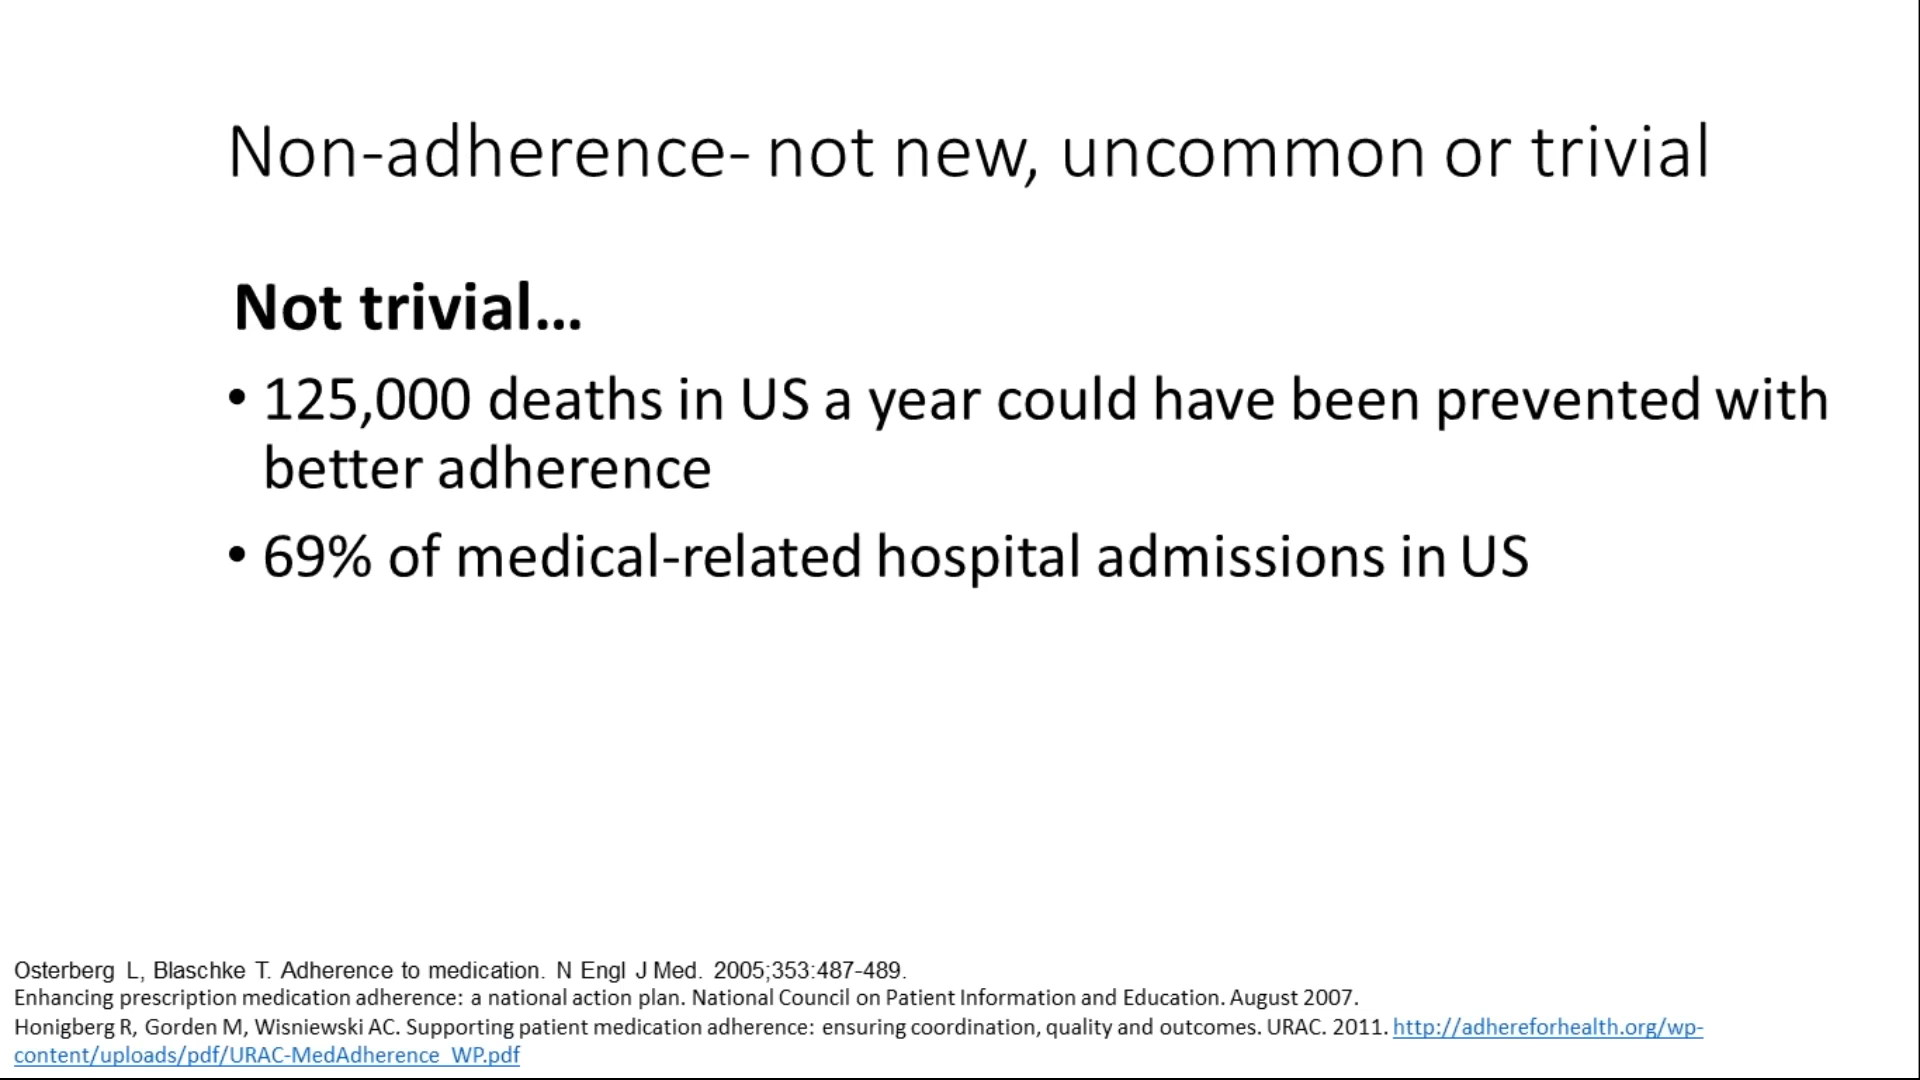 Non-adherence- not new, uncommon or trivial
Not trivial...
• 125,000 deaths in US a year could have been prevented with
better adherence
• 69% of medical-related hospital admissions in US
Osterberg L, Blaschke T. Adherence to medication. N Engl J Med. 2005;353:487-489.
Enhancing prescription medication adherence: a national action plan. National Council on Patient Information and Education. August 2007.
Honigberg R, Gorden M, Wisniewski AC. Supporting patient medication adherence: ensuring coordination, quality and outcomes. URAC. 2011. http://adhereforhealth.org/wp-
content/uploads/pdf/URAC-MedAdherence_WP.pdf